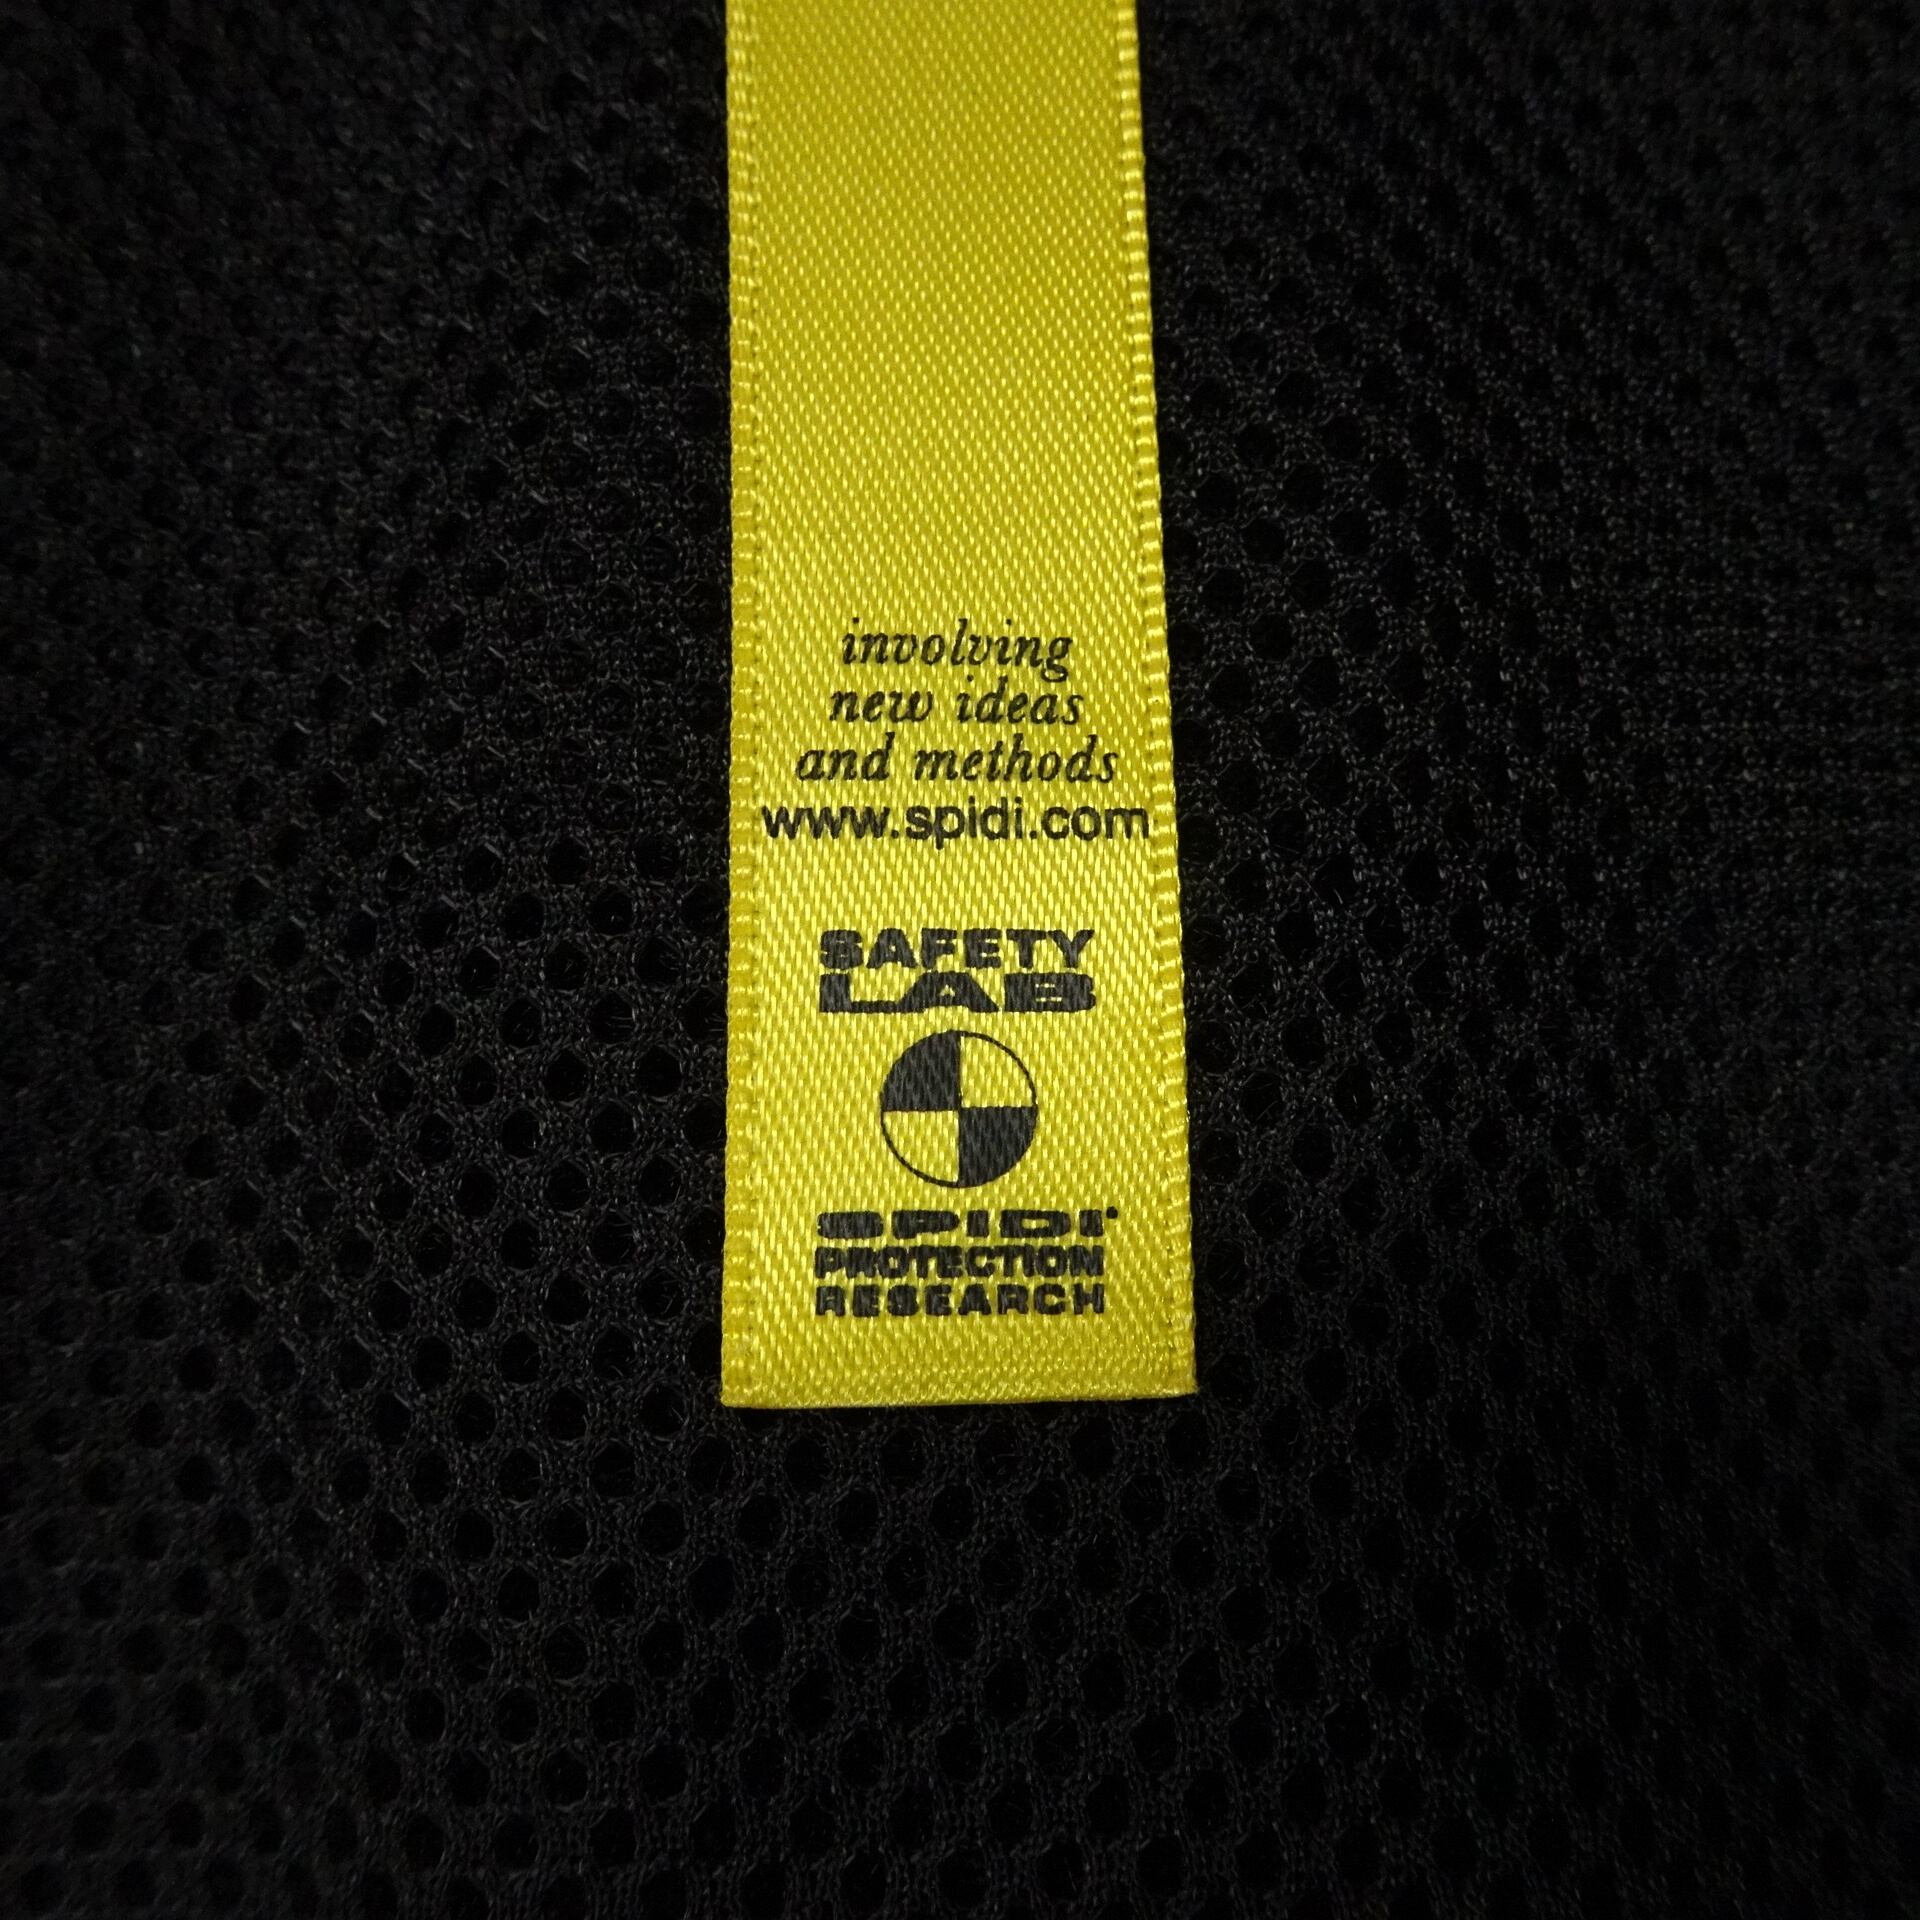 involving
new ideas
and methods
www.spidi.com
SAFETY
LAB
SPIDI
PROTECTION
RESEARCH